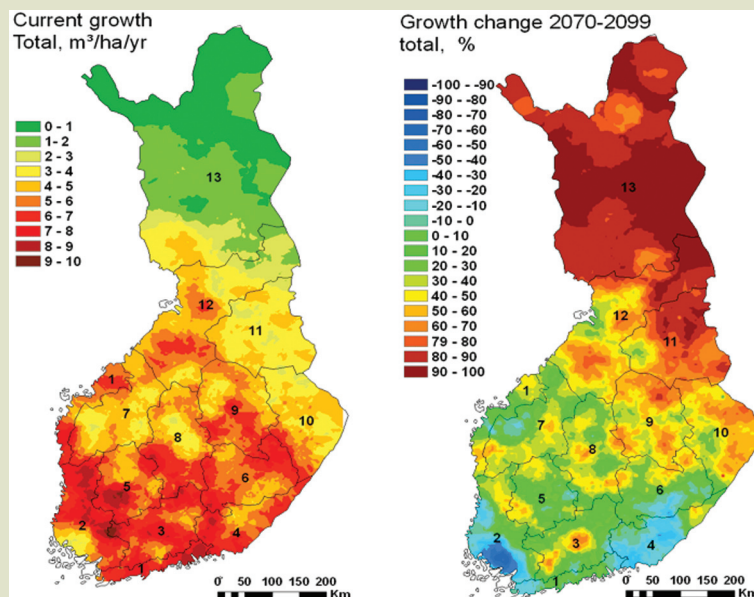 Current growth
Total, m³/ha/yr
0 - 1
1- 2
2 - 3
3 - 4
4 - 5
5 - 6
6 - 7
7 - 8
8 - 9
9 - 10
13
12
11
1
7
8
9
10
5
6
2
3
4
1
0 50 100 150 200
Km
Growth change 2070-2099
total, %
-100 - -90
-90 - -80
-80 - -70
-70 - -60
-60 - -50
-50 - -40
-40 - -30
-30 - -20
-20 - -10
-10 - 0
0 - 10
10 - 20
20 - 30
30 - 40
40 - 50
50 - 60
60 - 70
79 - 80
80 - 90
90 - 100
13
12
11
1
7
8
9
10
5
6
2
3
4
1
0 50 100 150 200
Km